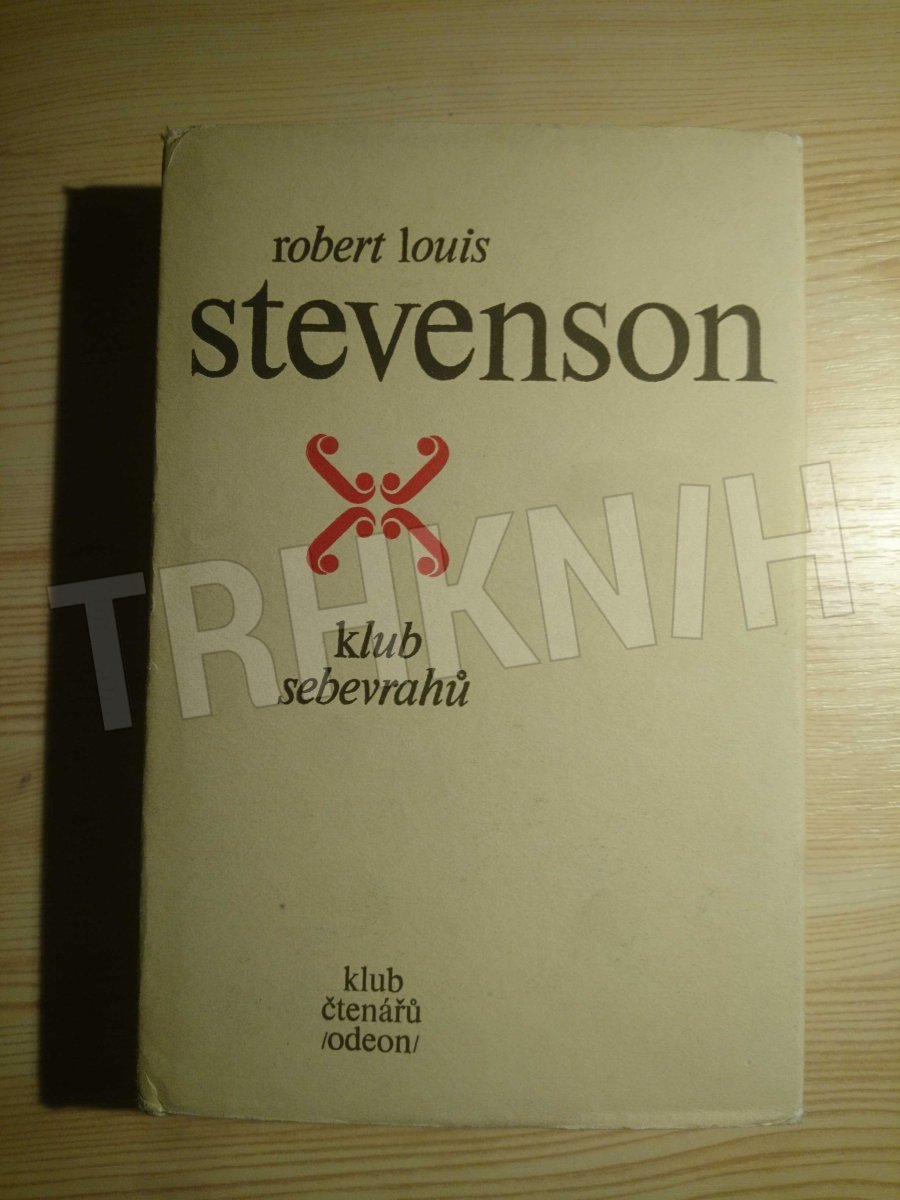 robert louis
stevenson
klub
sebevrahů
klub
čtenářů
/odeon/
TRHKNIH